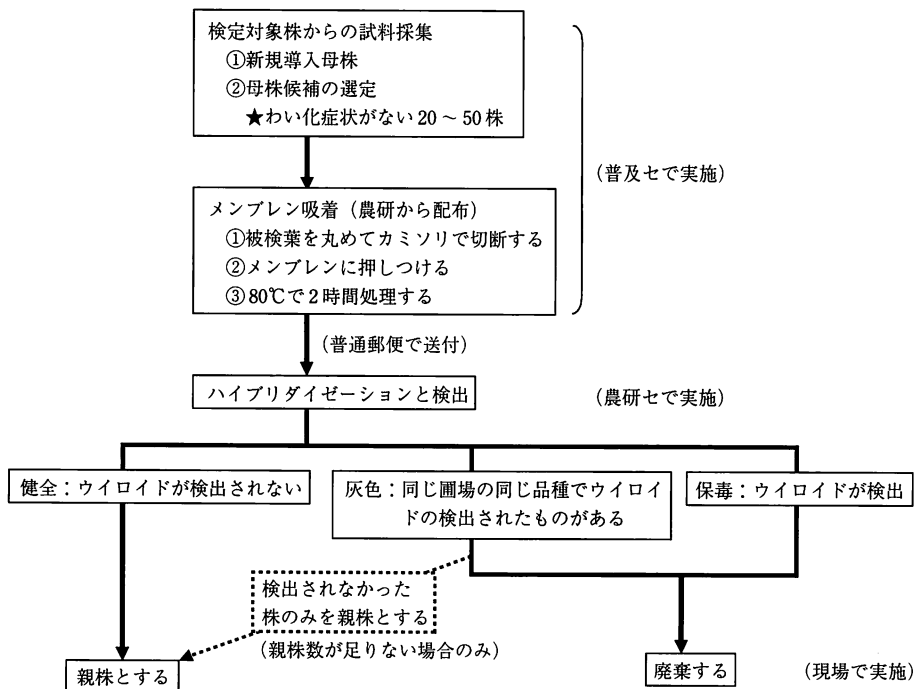 検定対象株からの試料採集
①新規導入母株
②母株候補の選定
★わい化症状がない20～50株
(普及セで実施)
メンブレン吸着(農研から配布)
①被検葉を丸めてカミソリで切断する
②メンブレンに押しつける
③80℃で2時間処理する
(普通郵便で送付)
ハイブリダイゼーションと検出
(農研セで実施)
健全：ウイロイドが検出されない
灰色：同じ圃場の同じ品種でウイロイ
ドの検出されたものがある
保毒：ウイロイドが検出
検出されなかった
株のみを親株とする
(親株数が足りない場合のみ)
親株とする
廃棄する
(現場で実施)